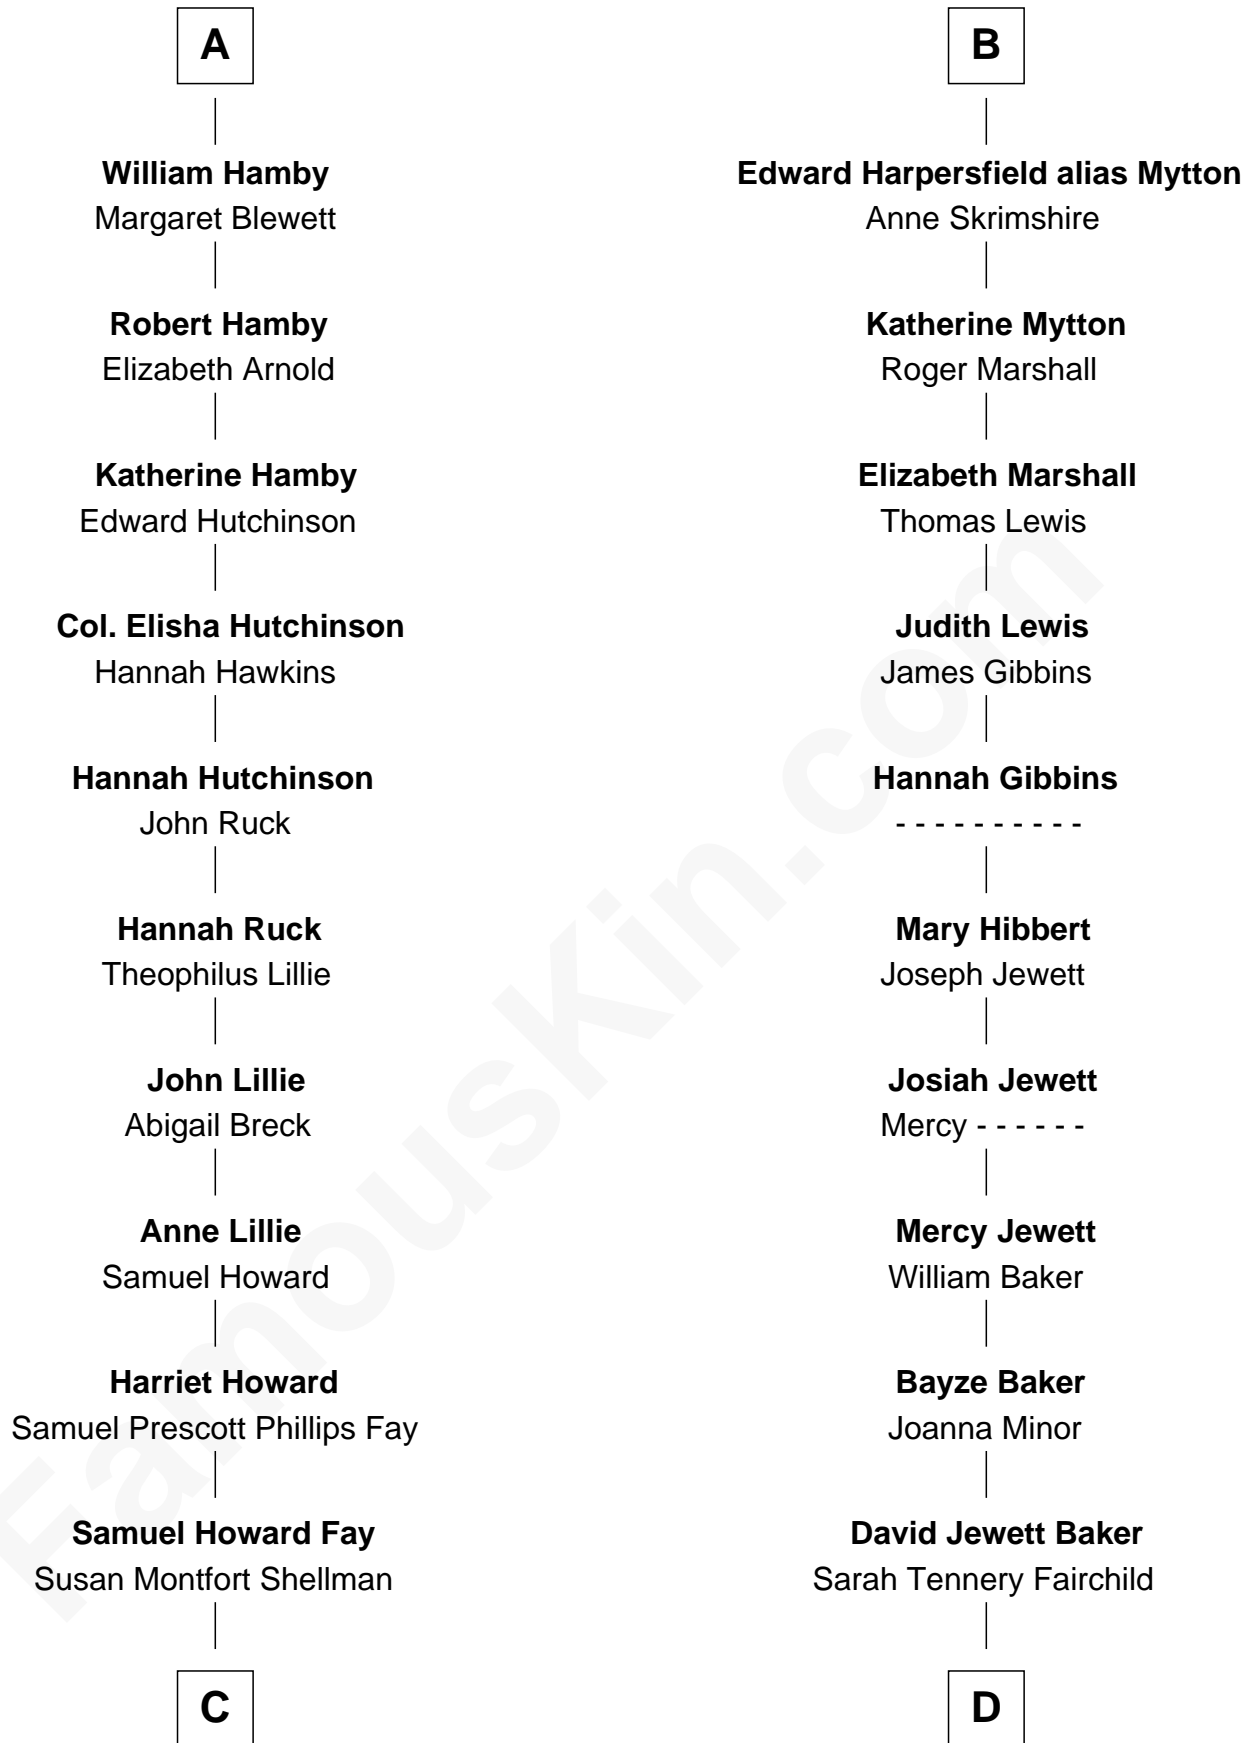 A
William Hamby
Margaret Blewett
Robert Hamby
Elizabeth Arnold
Katherine Hamby
Edward Hutchinson
Col. Elisha Hutchinson
Hannah Hawkins
Hannah Hutchinson
John Ruck
Hannah Ruck
Theophilus Lillie
John Lillie
Abigail Breck
Anne Lillie
Samuel Howard
Harriet Howard
Samuel Prescott Phillips Fay
Samuel Howard Fay
Susan Montfort Shellman
C
B
Edward Harpersfield alias Mytton
Anne Skrimshire
Katherine Mytton
Roger Marshall
Elizabeth Marshall
Thomas Lewis
Judith Lewis
James Gibbins
Hannah Gibbins
- - - - - - - - - -
Mary Hibbert
Joseph Jewett
Josiah Jewett
Mercy - - - - - -
Mercy Jewett
William Baker
Bayze Baker
Joanna Minor
David Jewett Baker
Sarah Tennery Fairchild
D
FamousKin.com